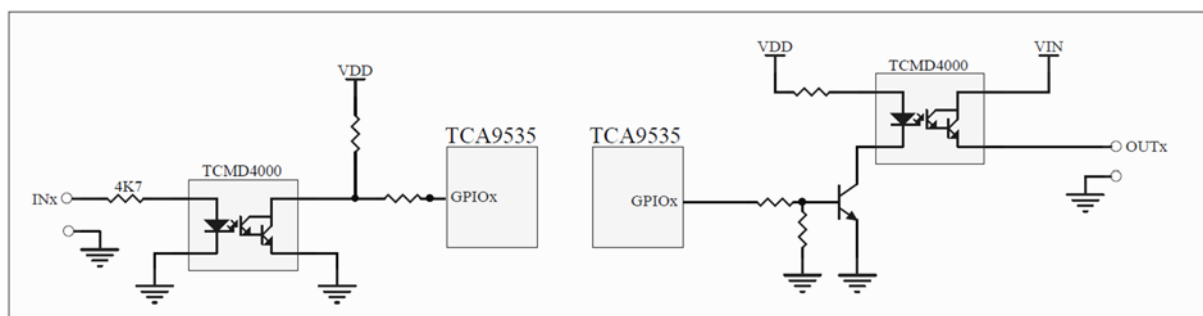 VDD
TCA9535
TCMD4000
4K7
INx
GPIOx
VDD
TCMD4000
VIN
TCA9535
OUTx
GPIOx